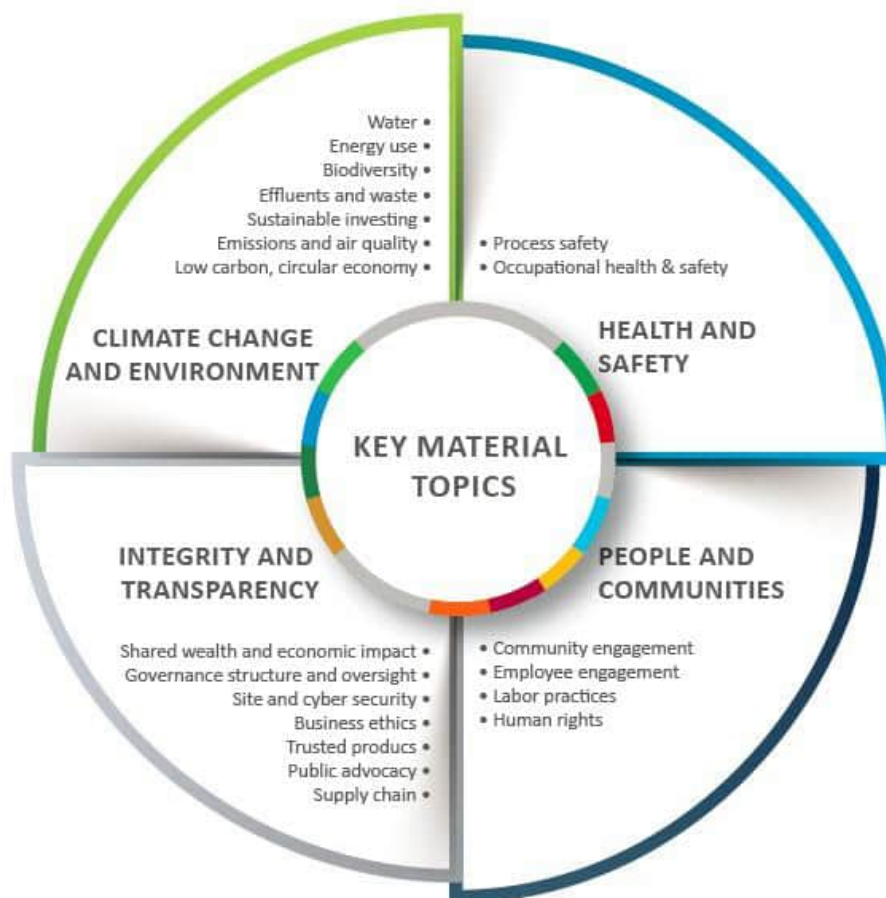 Water •
Energy use •
Biodiversity •
Effluents and waste •
Sustainable investing •
Emissions and air quality •
Low carbon, circular economy •
CLIMATE CHANGE
AND ENVIRONMENT
• Process safety
• Occupational health & safety
HEALTH AND
SAFETY
KEY MATERIAL
TOPICS
INTEGRITY AND
TRANSPARENCY
Shared wealth and economic impact •
Governance structure and oversight •
Site and cyber security •
Business ethics •
Trusted producs •
Public advocacy •
Supply chain •
PEOPLE AND
COMMUNITIES
• Community engagement
• Employee engagement
• Labor practices
• Human rights